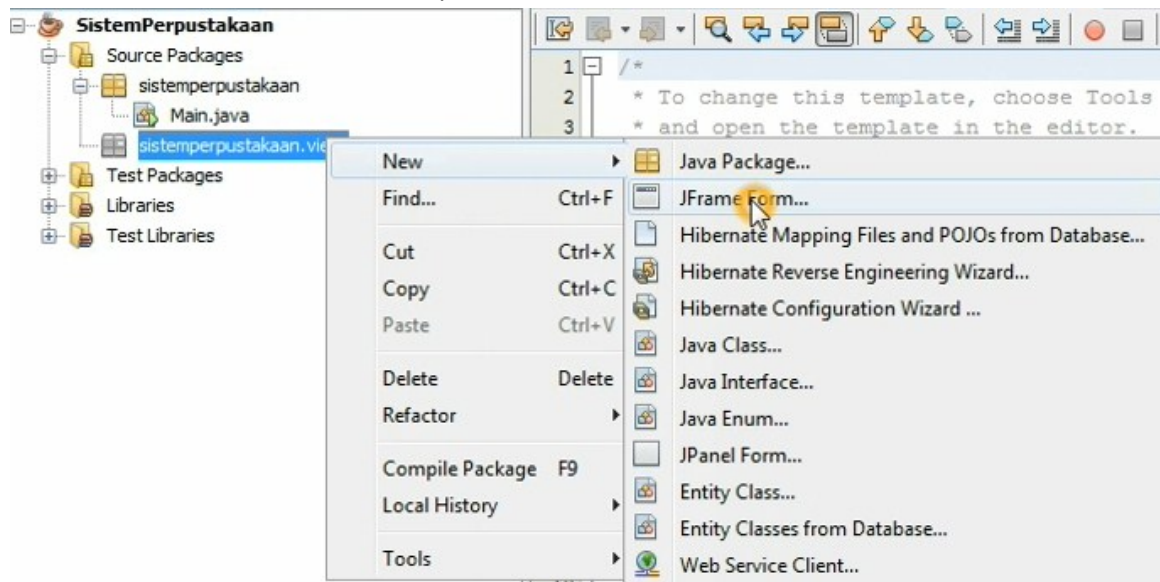 SistemPerpustakaan
Source Packages
sistemperpustakaan
Main.java
sistemperpustakaan.vie
Test Packages
Libraries
Test Libraries
1 /*
2 * To change this template, choose Tools
3 * and open the template in the editor.
New
Find... Ctrl+F
Cut Ctrl+X
Copy Ctrl+C
Paste Ctrl+V
Delete Delete
Refactor
Compile Package F9
Local History
Tools
Java Package...
JFrame Form...
Hibernate Mapping Files and POJOs from Database...
Hibernate Reverse Engineering Wizard...
Hibernate Configuration Wizard ...
Java Class...
Java Interface...
Java Enum...
JPanel Form...
Entity Class...
Entity Classes from Database...
Web Service Client...